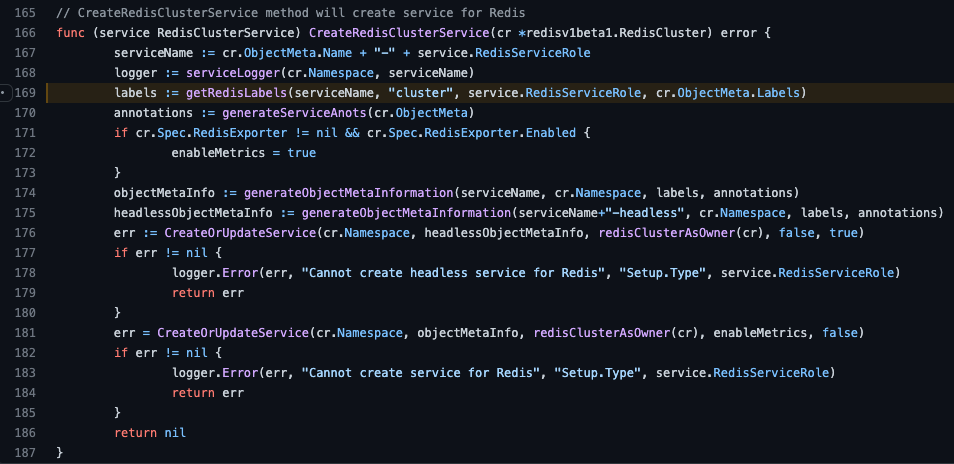 165 // CreateRedisClusterService method will create service for Redis
166 func (service RedisClusterService) CreateRedisClusterService(cr *redisv1beta1.RedisCluster) error {
167 serviceName := cr.ObjectMeta.Name + "-" + service.RedisServiceRole
168 logger := serviceLogger(cr.Namespace, serviceName)
169 labels := getRedisLabels(serviceName, "cluster", service.RedisServiceRole, cr.ObjectMeta.Labels)
170 annotations := generateServiceAnots(cr.ObjectMeta)
171 if cr.Spec.RedisExporter != nil && cr.Spec.RedisExporter.Enabled {
172 enableMetrics = true
173 }
174 objectMetaInfo := generateObjectMetaInformation(serviceName, cr.Namespace, labels, annotations)
175 headlessObjectMetaInfo := generateObjectMetaInformation(serviceName+"-headless", cr.Namespace, labels, annotations)
176 err := CreateOrUpdateService(cr.Namespace, headlessObjectMetaInfo, redisClusterAsOwner(cr), false, true)
177 if err != nil {
178 logger.Error(err, "Cannot create headless service for Redis", "Setup.Type", service.RedisServiceRole)
179 return err
180 }
181 err = CreateOrUpdateService(cr.Namespace, objectMetaInfo, redisClusterAsOwner(cr), enableMetrics, false)
182 if err != nil {
183 logger.Error(err, "Cannot create service for Redis", "Setup.Type", service.RedisServiceRole)
184 return err
185 }
186 return nil
187 }